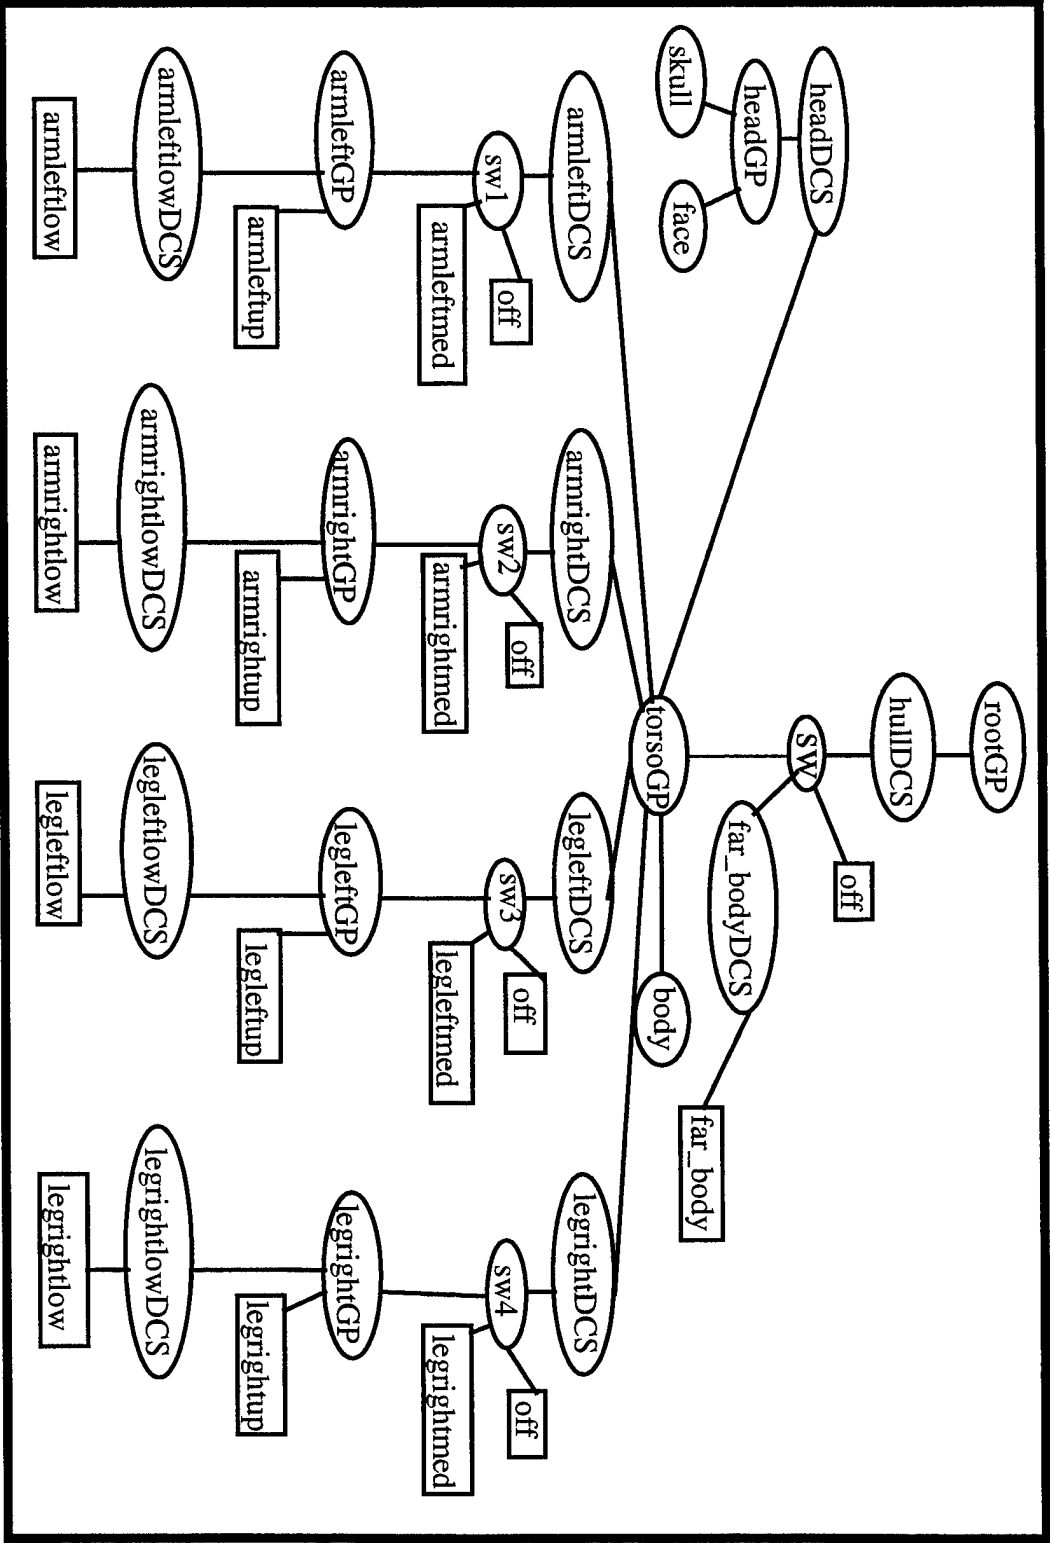 rootGP
hullDCS
sw
off
far_bodyDCS
far_body
headDCS
headGP
skull
face
torsoGP
body
armleftDCS
armrightDCS
legleftDCS
legrightDCS
sw1
off
sw2
off
sw3
off
sw4
off
armleftmed
armrightmed
legleftmed
legrightmed
armleftGP
armrightGP
legleftGP
legrightGP
armleftup
armrightup
legleftup
legrightup
armleftlowDCS
armrightlowDCS
legleftlowDCS
legrightlowDCS
armleftlow
armrightlow
legleftlow
legrightlow